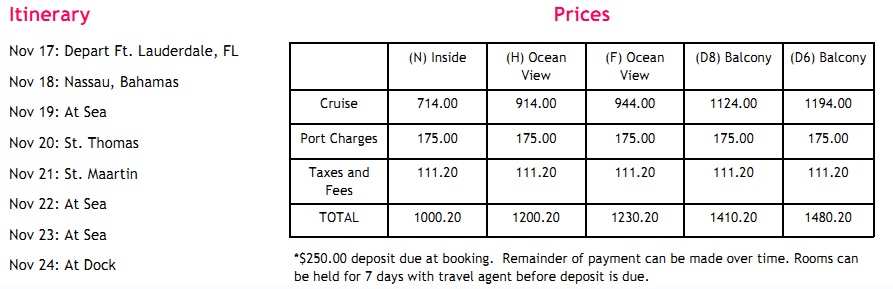 Itinerary
Nov 17: Depart Ft. Lauderdale, FL
Nov 18: Nassau, Bahamas
Nov 19: At Sea
Nov 20: St. Thomas
Nov 21: St. Maartin
Nov 22: At Sea
Nov 23: At Sea
Nov 24: At Dock
Prices
(N) Inside (H) Ocean View (F) Ocean View (D8) Balcony (D6) Balcony
Cruise 714.00 914.00 944.00 1124.00 1194.00
Port Charges 175.00 175.00 175.00 175.00 175.00
Taxes and Fees 111.20 111.20 111.20 111.20 111.20
TOTAL 1000.20 1200.20 1230.20 1410.20 1480.20
*$250.00 deposit due at booking.  Remainder of payment can be made over time. Rooms can
be held for 7 days with travel agent before deposit is due.